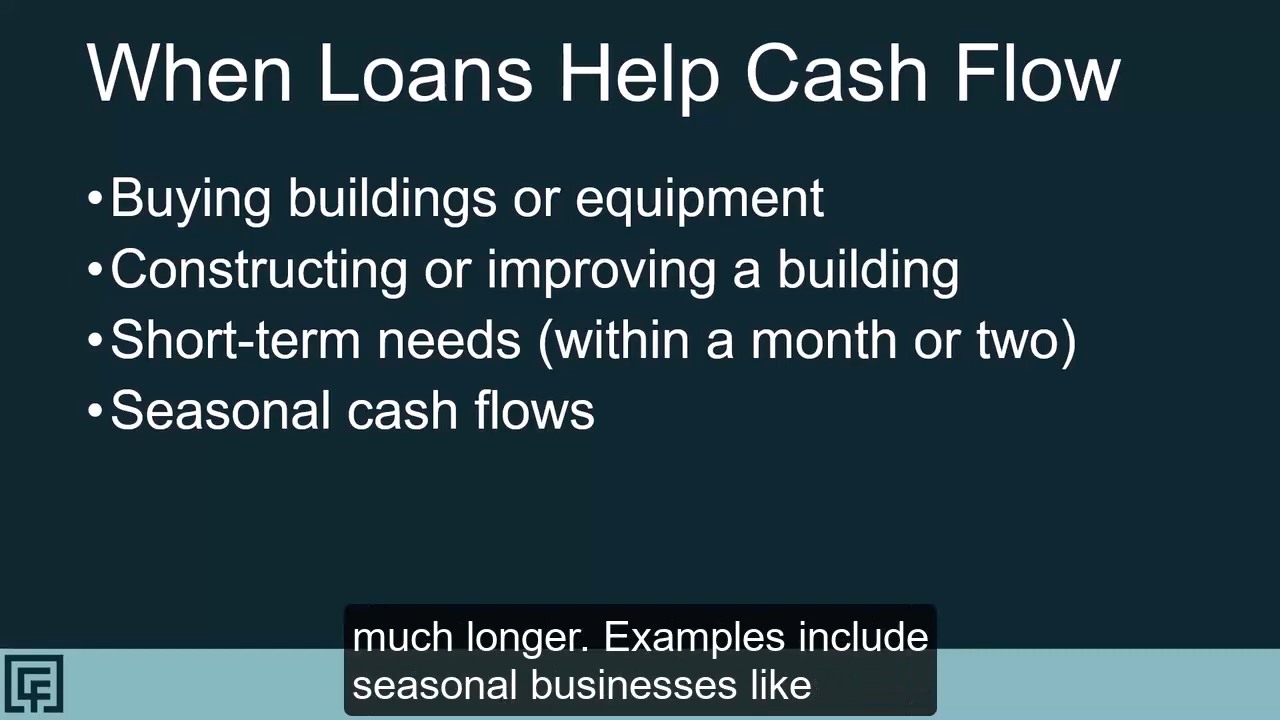 When Loans Help Cash Flow
•Buying buildings or equipment
•Constructing or improving a building
•Short-term needs (within a month or two)
•Seasonal cash flows
much longer. Examples include
seasonal businesses like